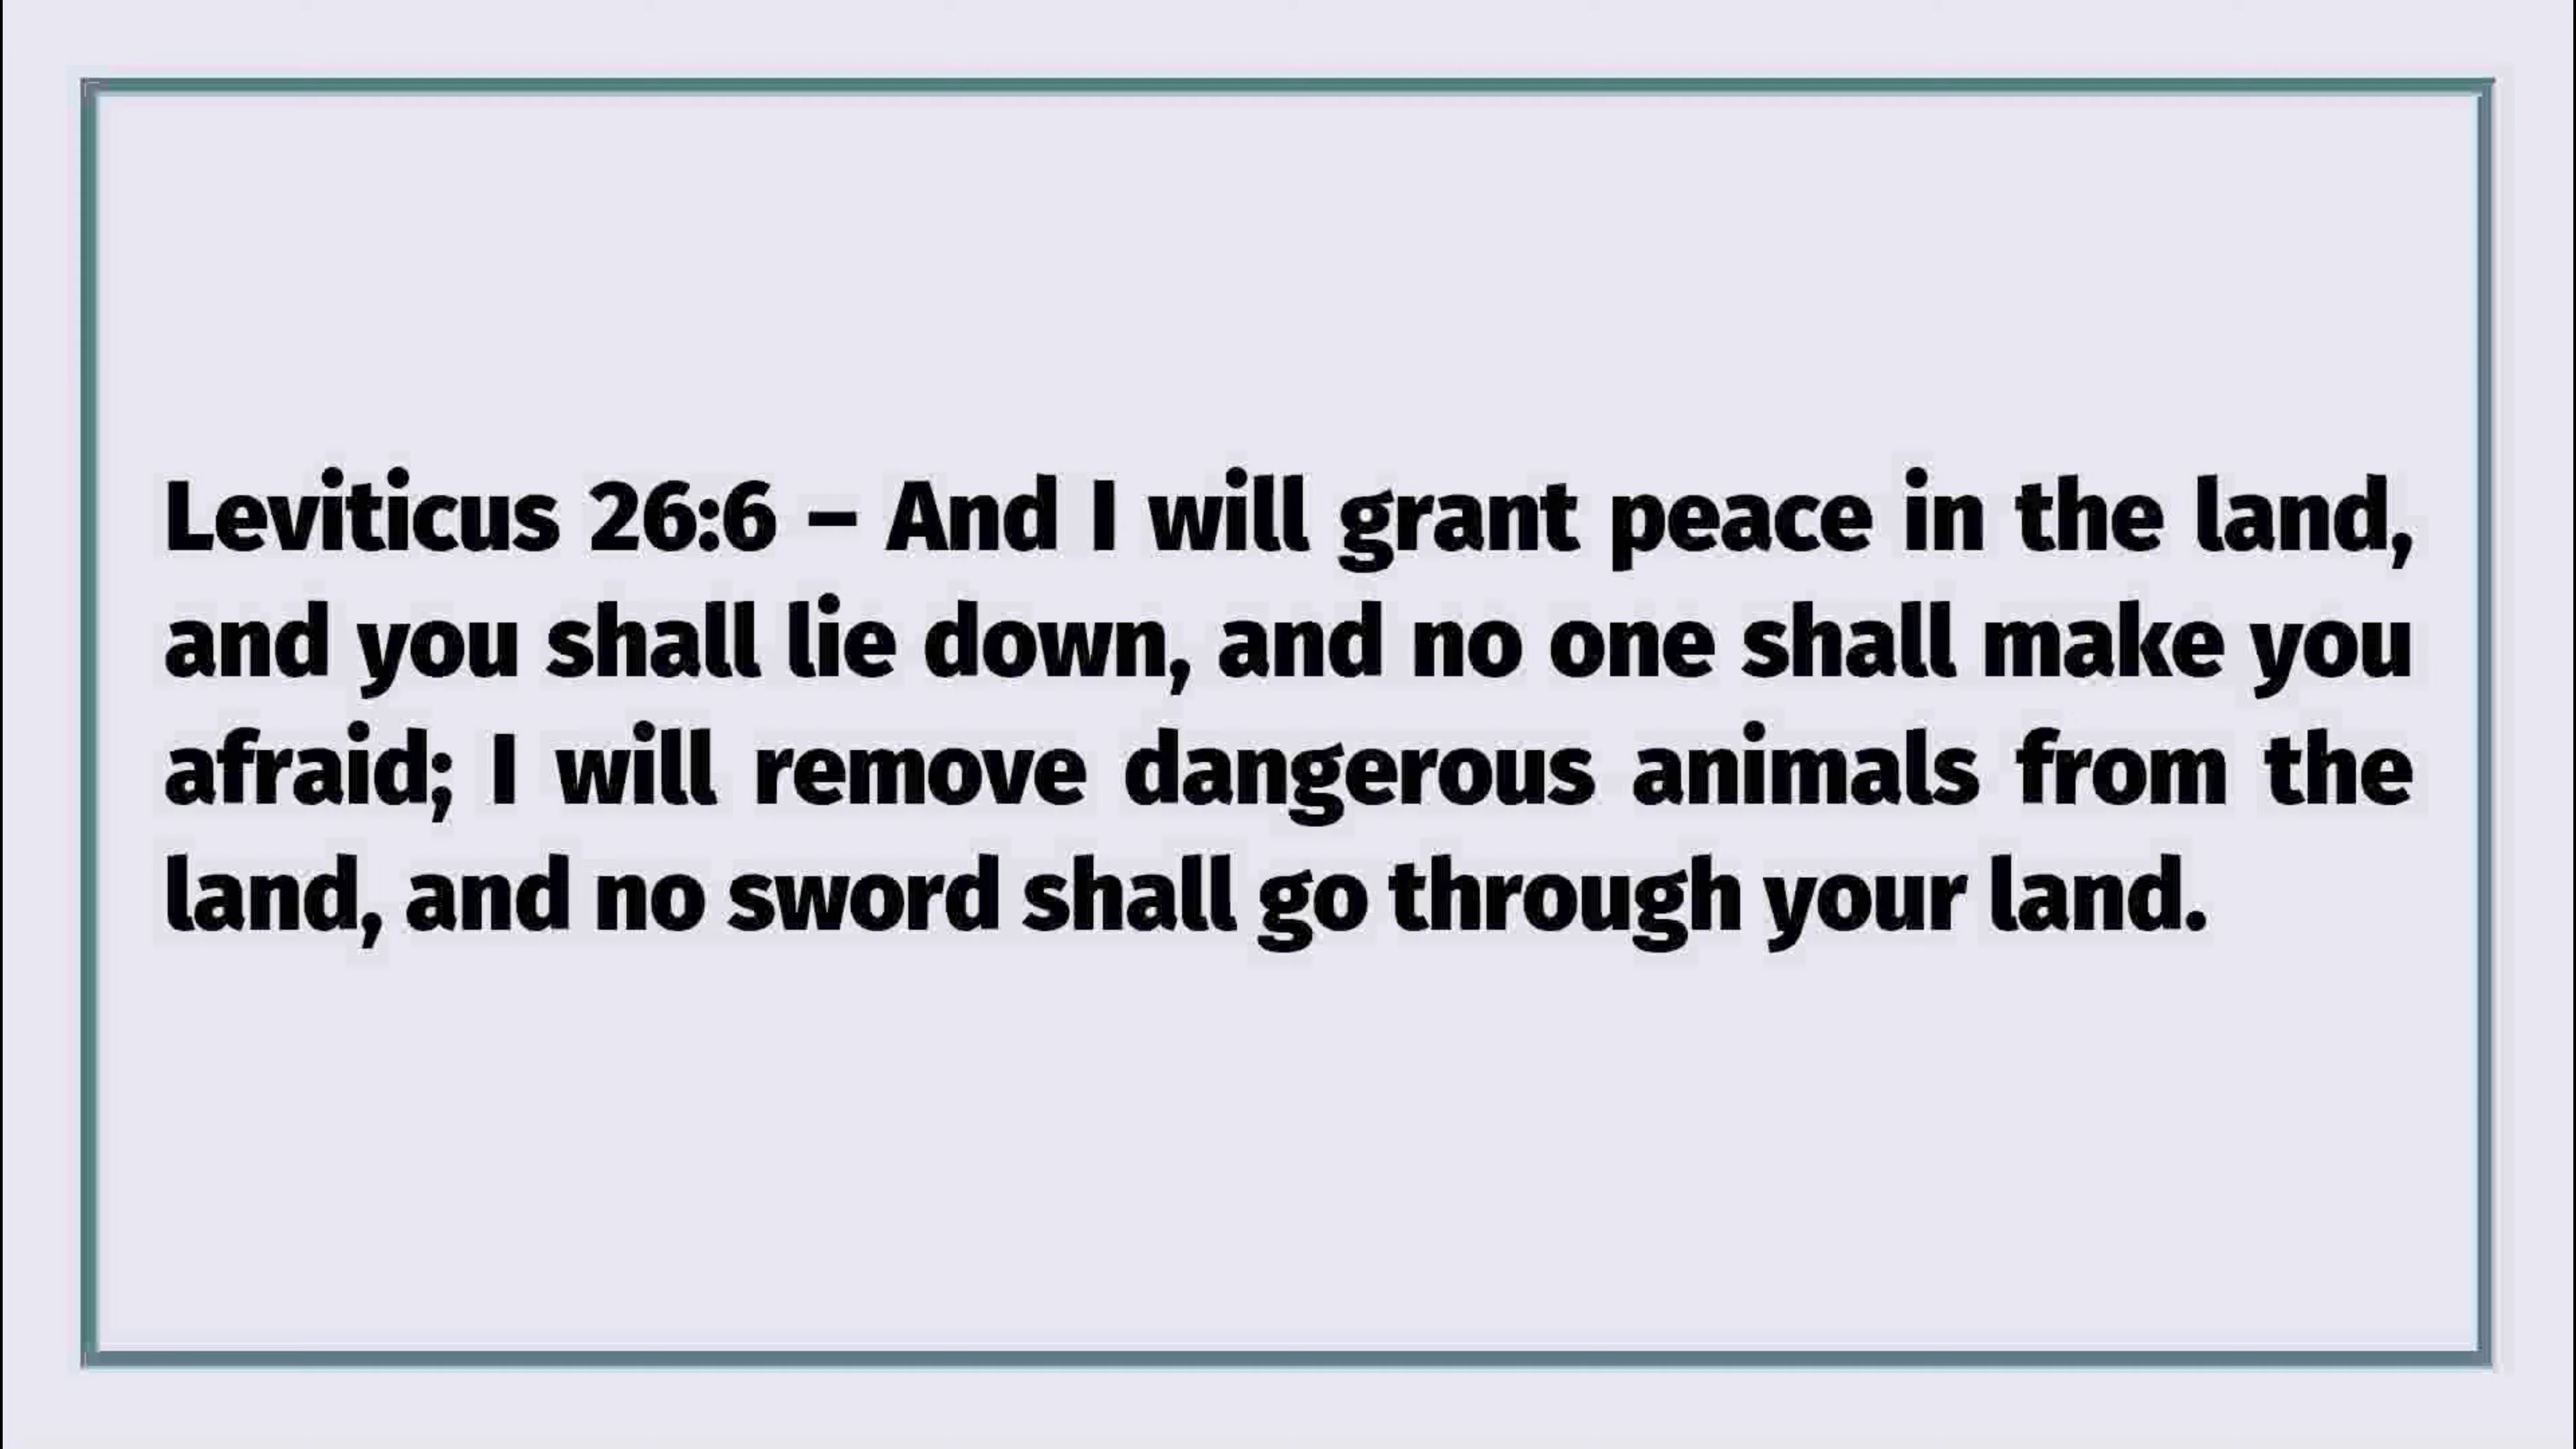 Leviticus 26:6 – And I will grant peace in the land,
and you shall lie down, and no one shall make you
afraid; I will remove dangerous animals from the
land, and no sword shall go through your land.